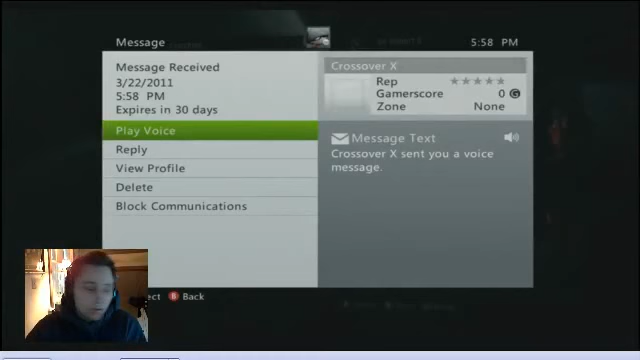 Message
5:58 PM
Message Received
3/22/2011
5:58 PM
Expires in 30 days
Play Voice
Reply
View Profile
Delete
Block Communications
Crossover X
Rep
Gamerscore 0 G
Zone None
Message Text
Crossover X sent you a voice
message.
B Back